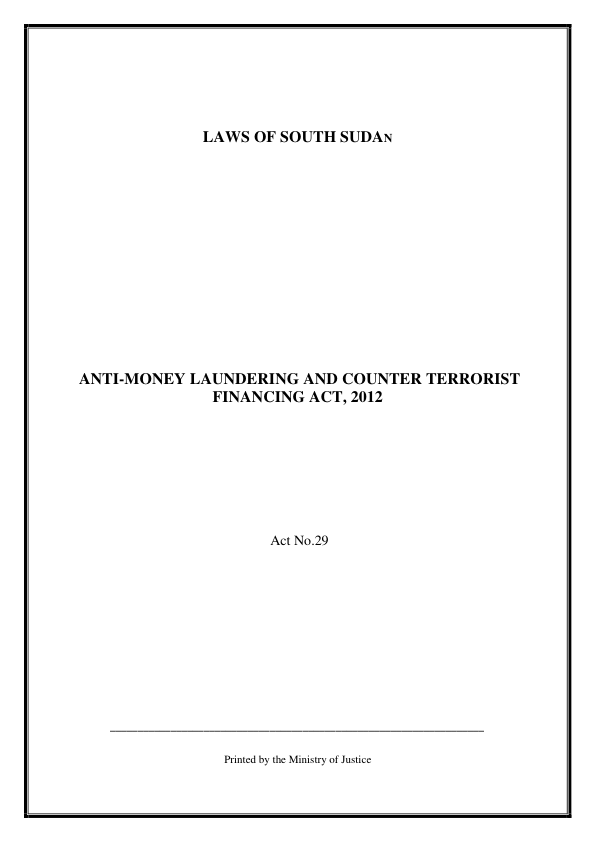 LAWS OF SOUTH SUDAN
ANTI-MONEY LAUNDERING AND COUNTER TERRORIST
FINANCING ACT, 2012
Act No.29
Printed by the Ministry of Justice